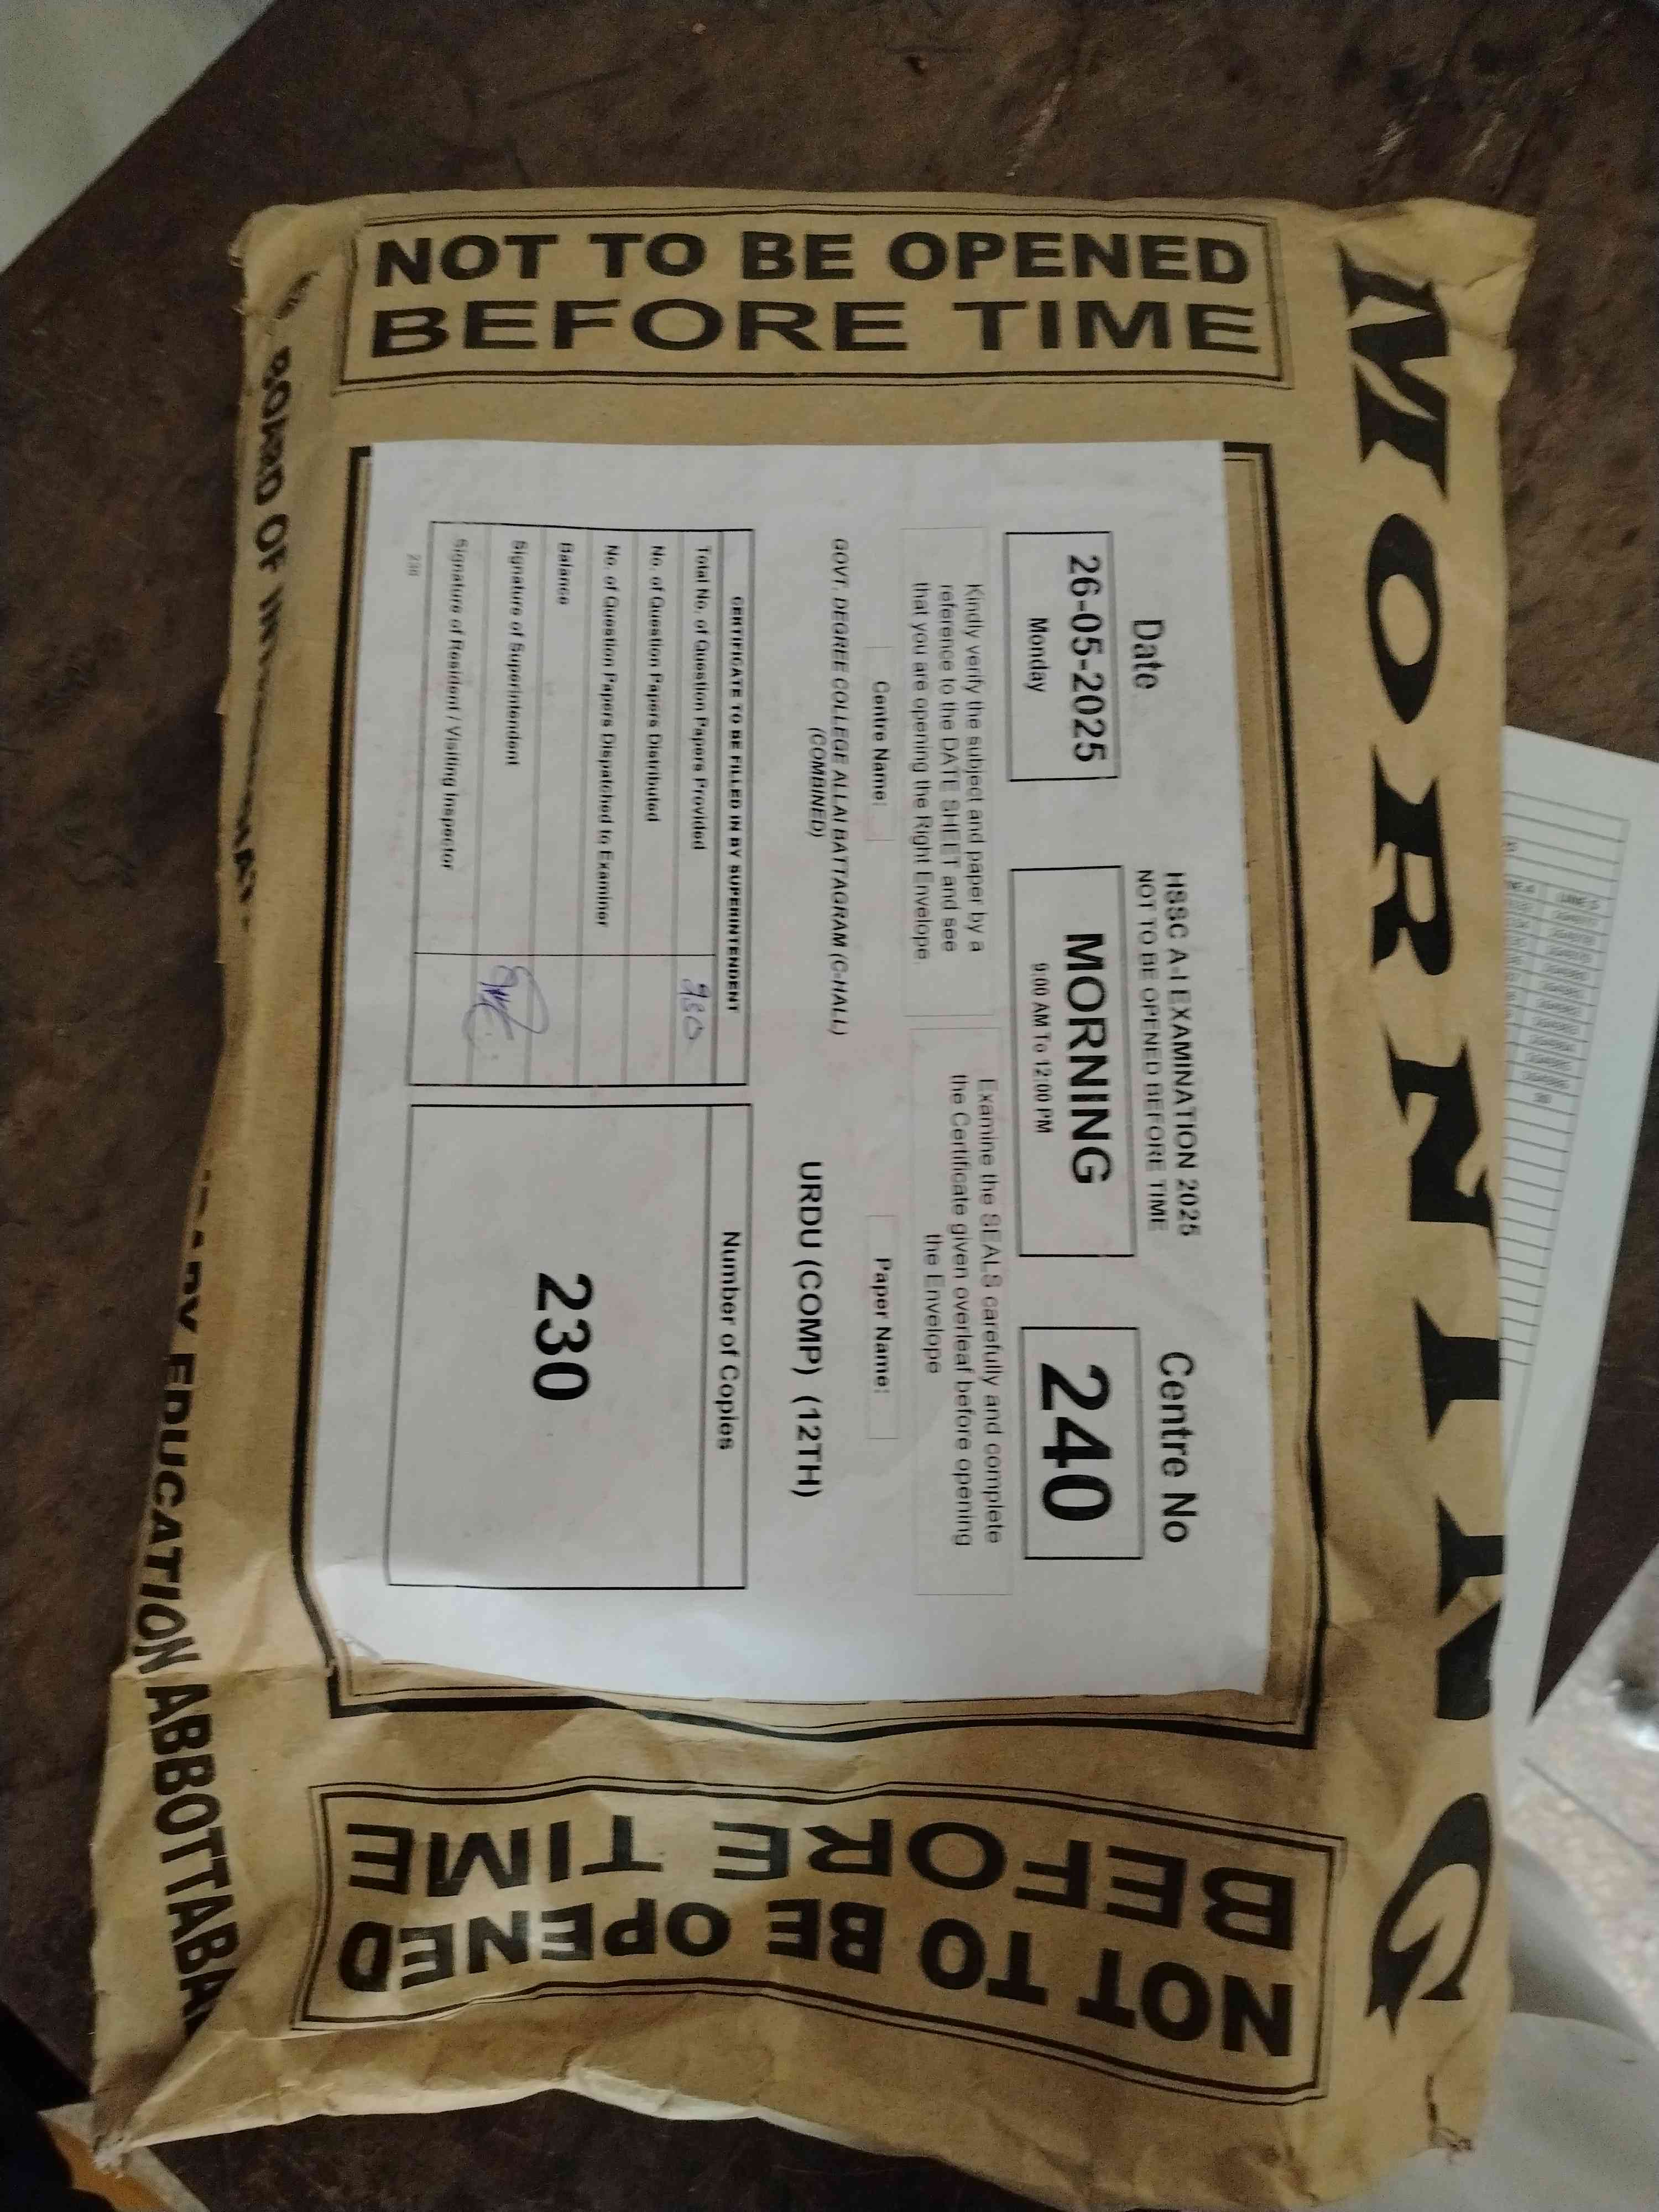 NOT TO BE OPENED
BEFORE TIME
MORNING
Date
26-05-2025
Monday
HSSC A-I EXAMINATION 2025
NOT TO BE OPENED BEFORE TIME
MORNING
9:00 AM To 12:00 PM
Centre No
240
Kindly verify the subject and paper by a
reference to the DATE SHEET and see
that you are opening the Right Envelope.
Examine the SEALS carefully and complete
the Certificate given overleaf before opening
the Envelope
Centre Name:
GOVT. DEGREE COLLEGE ALLAI BATTAGRAM (C-HALL)
(COMBINED)
Paper Name:
URDU (COMP) (12TH)
CERTIFICATE TO BE FILLED IN BY SUPERINTENDENT
Total No. of Question Papers Provided 230
No. of Question Papers Distributed
No. of Question Papers Dispatched to Examiner
Balance
Signature of Superintendent
Signature of Resident / Visiting Inspector
Number of Copies
230
230
BORD OF
EDUCATION ABBOTTABA
NOT TO BE OPENED
BEFORE TIME